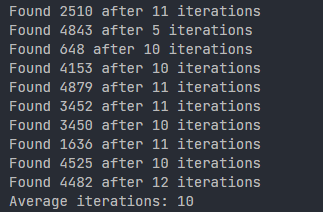 Found 2510 after 11 iterations
Found 4843 after 5 iterations
Found 648 after 10 iterations
Found 4153 after 10 iterations
Found 4879 after 11 iterations
Found 3452 after 11 iterations
Found 3450 after 10 iterations
Found 1636 after 11 iterations
Found 4525 after 10 iterations
Found 4482 after 12 iterations
Average iterations: 10